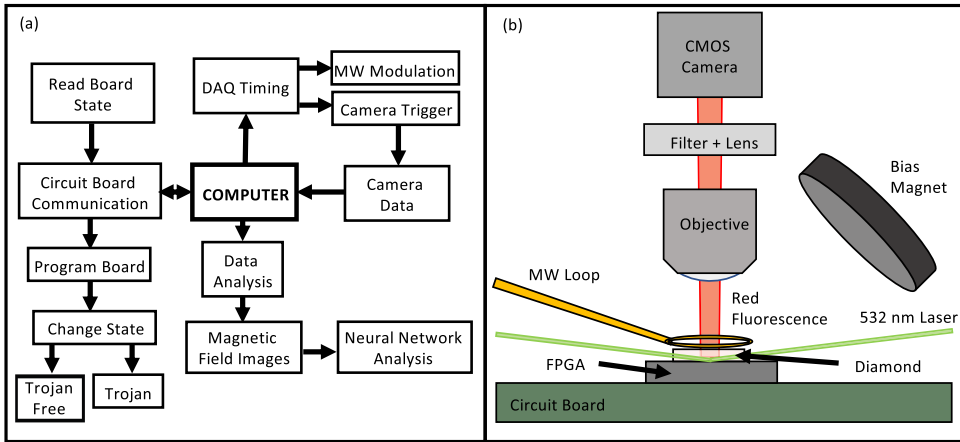 (a)
Read Board
State
Circuit Board
Communication
Program Board
Change State
Trojan
Free
Trojan
DAQ Timing
MW Modulation
Camera Trigger
Camera
Data
COMPUTER
Data
Analysis
Magnetic
Field Images
Neural Network
Analysis
(b)
CMOS
Camera
Filter + Lens
Objective
Bias
Magnet
MW Loop
Red
Fluorescence
532 nm Laser
FPGA
Diamond
Circuit Board